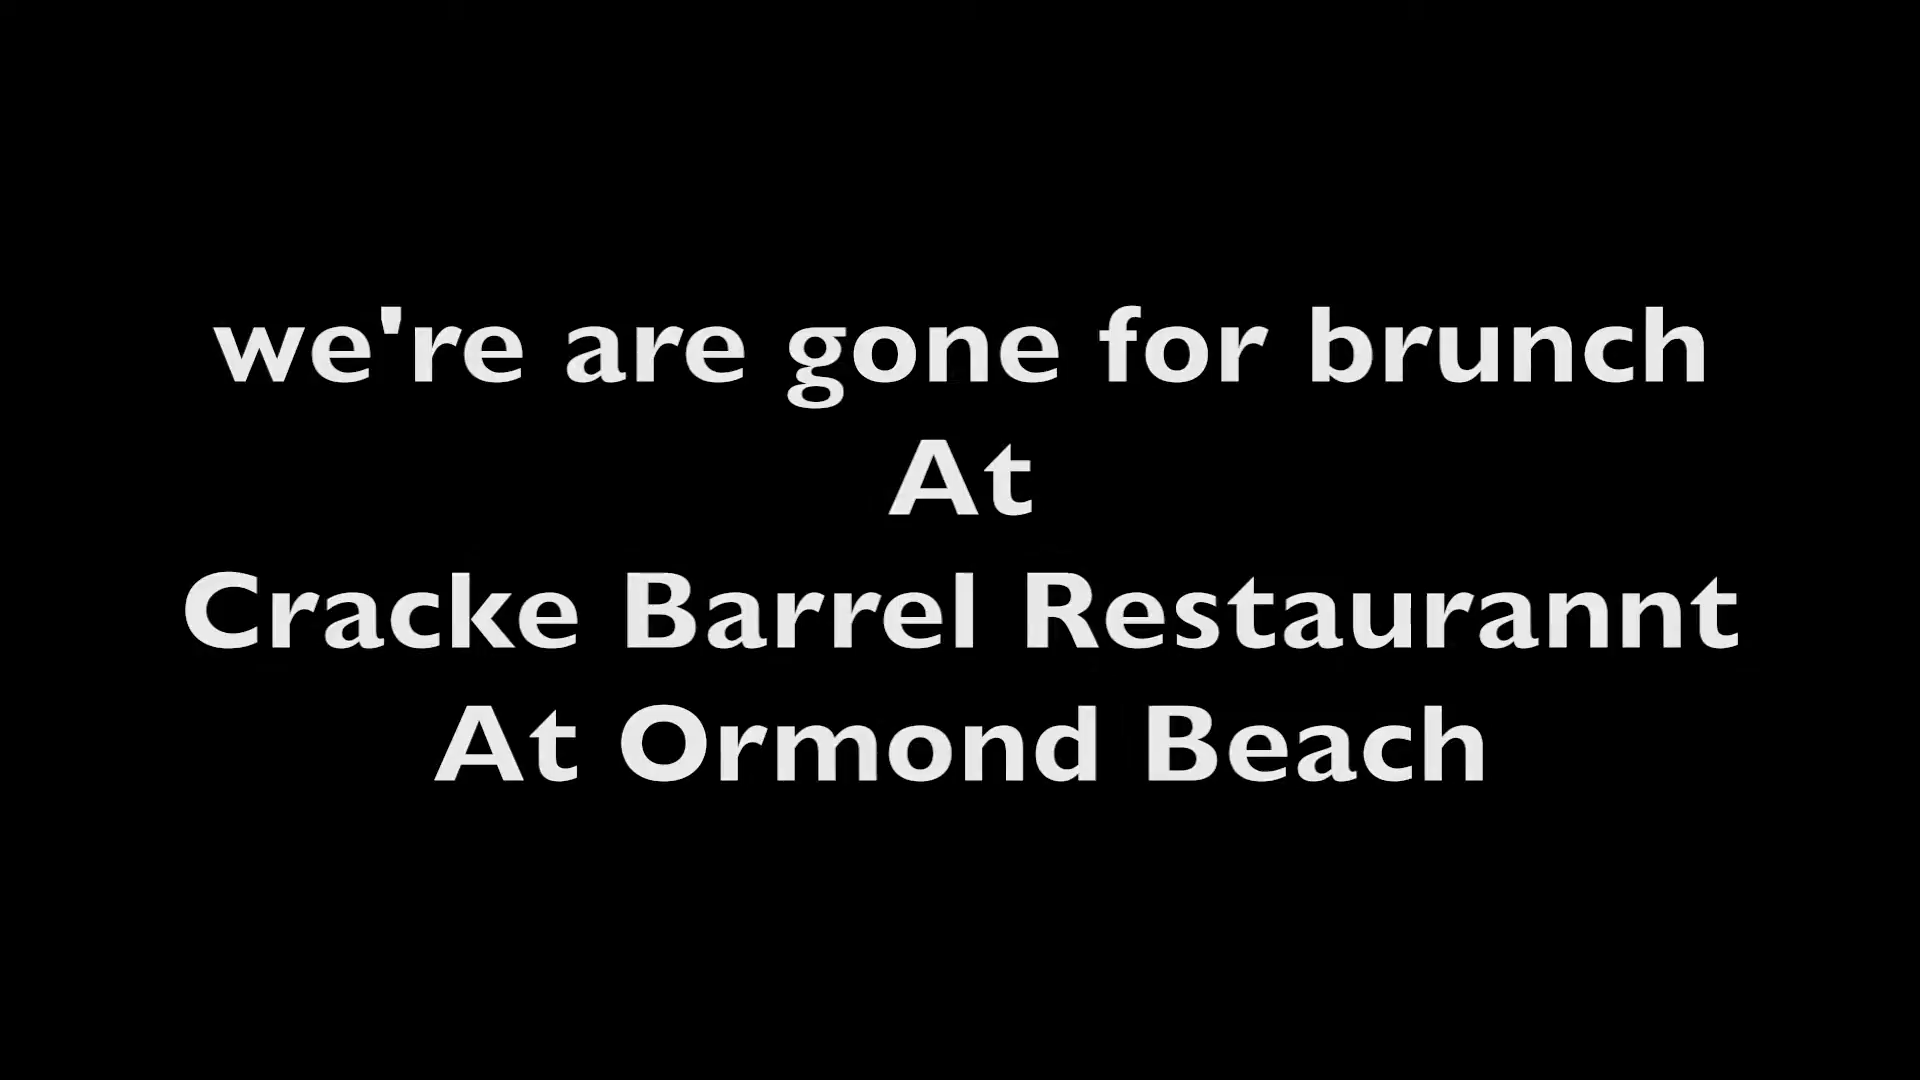 we're are gone for brunch
At
Cracke Barrel Restaurannt
At Ormond Beach